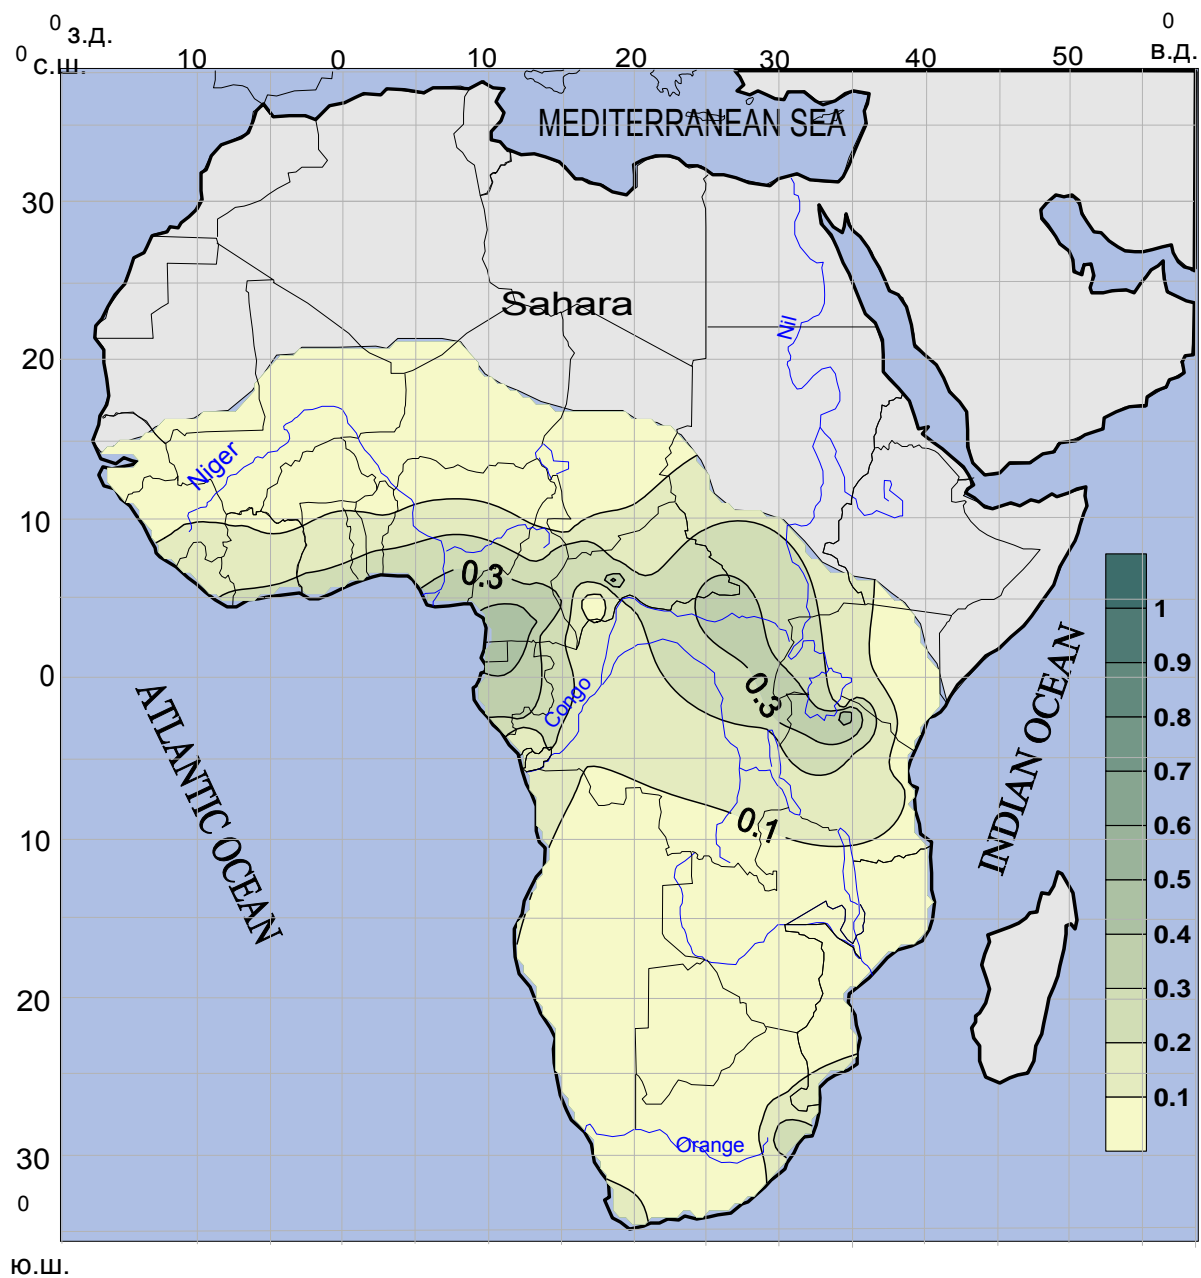 0 0
0 з.д. в.д.
с.ш.
10 0 10 20 30 40 50
MEDITERRANEAN SEA
30
Sahara
Nil
20
Niger
10
0.3
1
0
0.3
Congo
0.9
ATLANTIC OCEAN
INDIAN OCEAN
0.8
0.7
10
0.1
0.6
0.5
0.4
20
0.3
0.2
0.1
Orange
30
0
ю.ш.